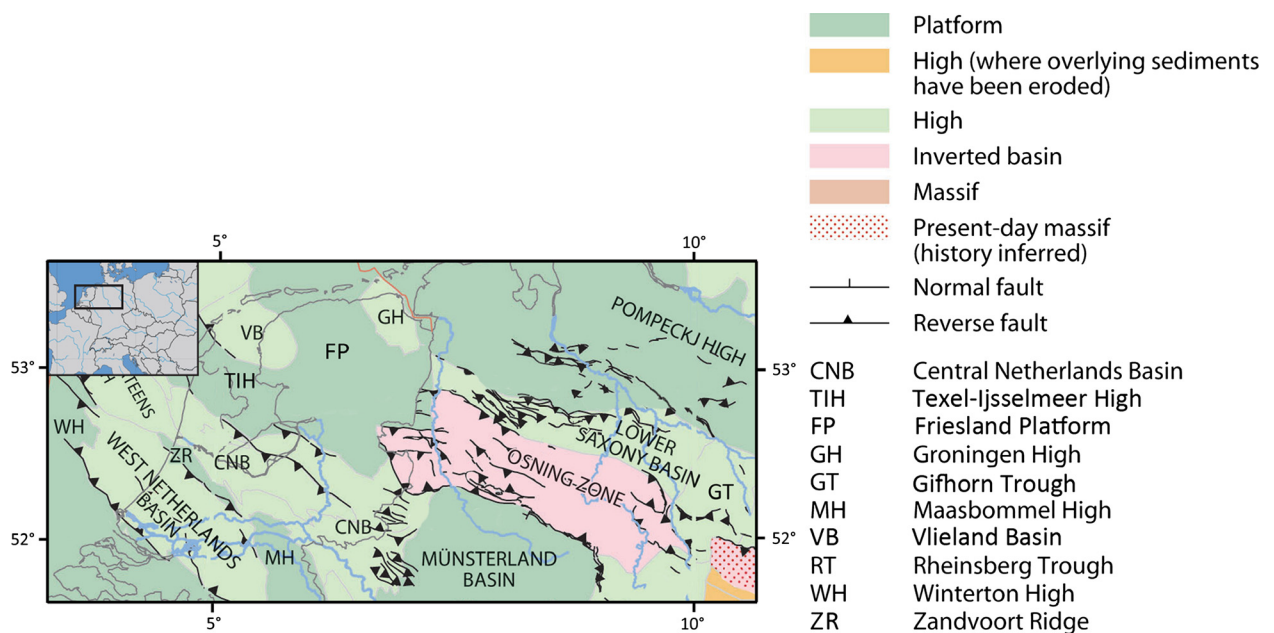 Platform
High (where overlying sediments
have been eroded)
High
Inverted basin
Massif
Present-day massif
(history inferred)
Normal fault
Reverse fault
CNB Central Netherlands Basin
TIH Texel-Ijsselmeer High
FP Friesland Platform
GH Groningen High
GT Gifhorn Trough
MH Maasbommel High
VB Vlieland Basin
RT Rheinsberg Trough
WH Winterton High
ZR Zandvoort Ridge
5° 10°
53° 53°
52° 52°
5° 10°
VB
GH
FP
TIH
POMPECKJ HIGH
TEENS
H
WH
ZR
CNB
WEST NETHERLANDS
BASIN
LOWER
SAXONY BASIN
OSNING-ZONE
GT
CNB
MH
MÜNSTERLAND
BASIN